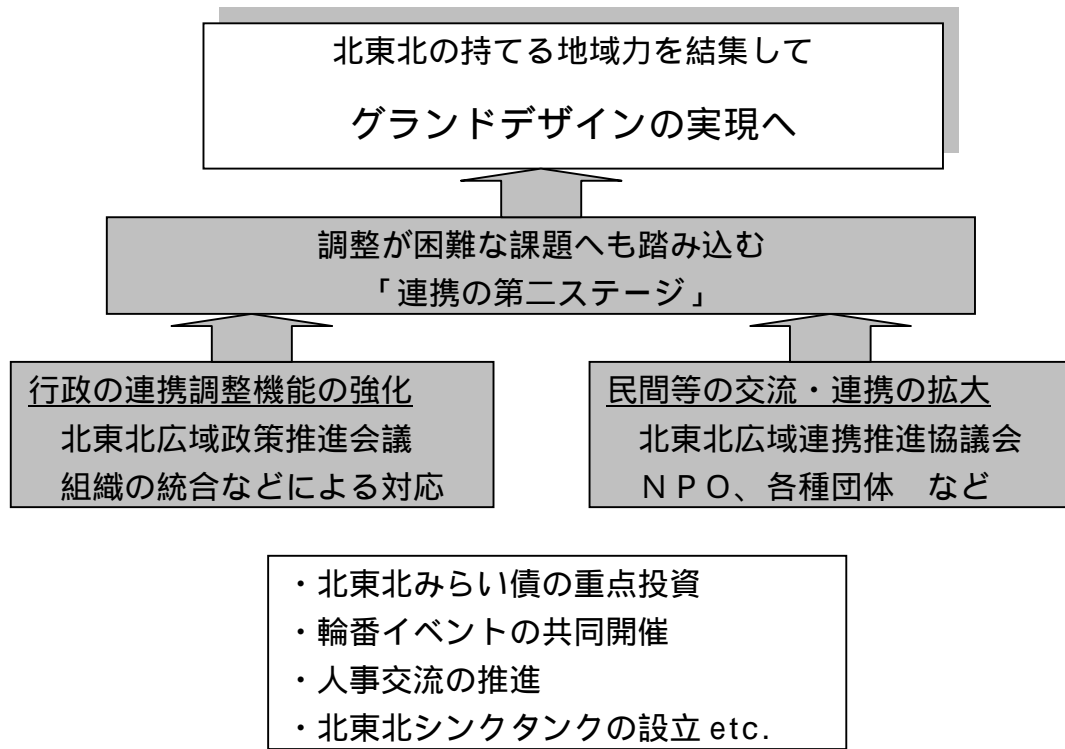 北東北の持てる地域力を結集して
グランドデザインの実現へ
調整が困難な課題へも踏み込む
「連携の第二ステージ」
行政の連携調整機能の強化
北東北広域政策推進会議
組織の統合などによる対応
民間等の交流・連携の拡大
北東北広域連携推進協議会
ＮＰＯ、各種団体　など
・北東北みらい債の重点投資
・輪番イベントの共同開催
・人事交流の推進
・北東北シンクタンクの設立 etc.